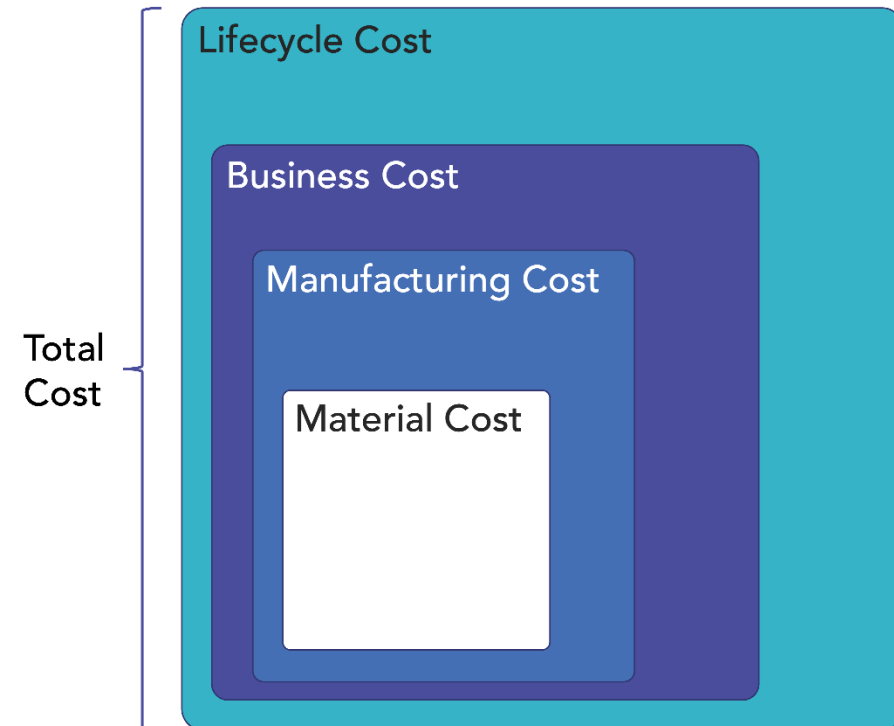 Lifecycle Cost
Business Cost
Manufacturing Cost
Total
Cost
Material Cost